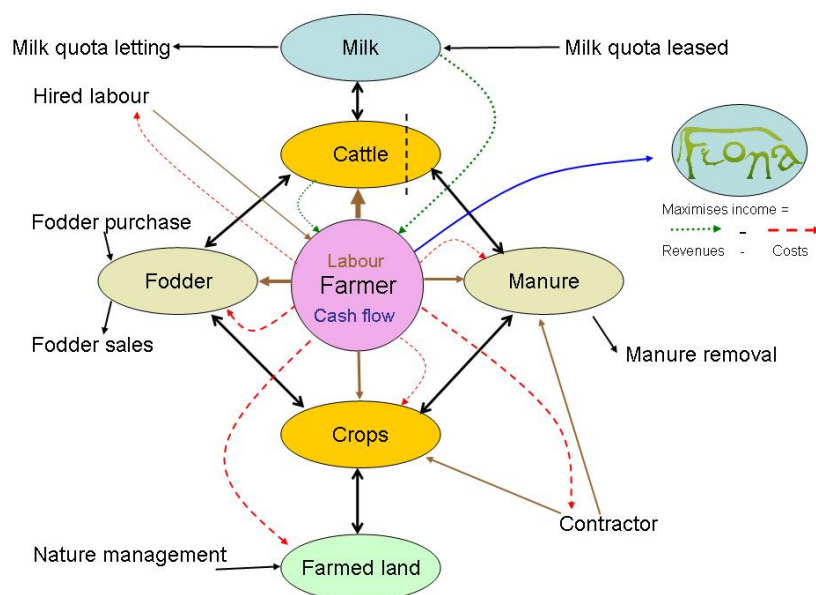 Milk quota letting
Milk
Milk quota leased
Hired labour
Cattle
Fiona
Maximises income =
Revenues - Costs
Fodder purchase
Fodder
Labour
Farmer
Cash flow
Manure
Fodder sales
Manure removal
Crops
Contractor
Nature management
Farmed land